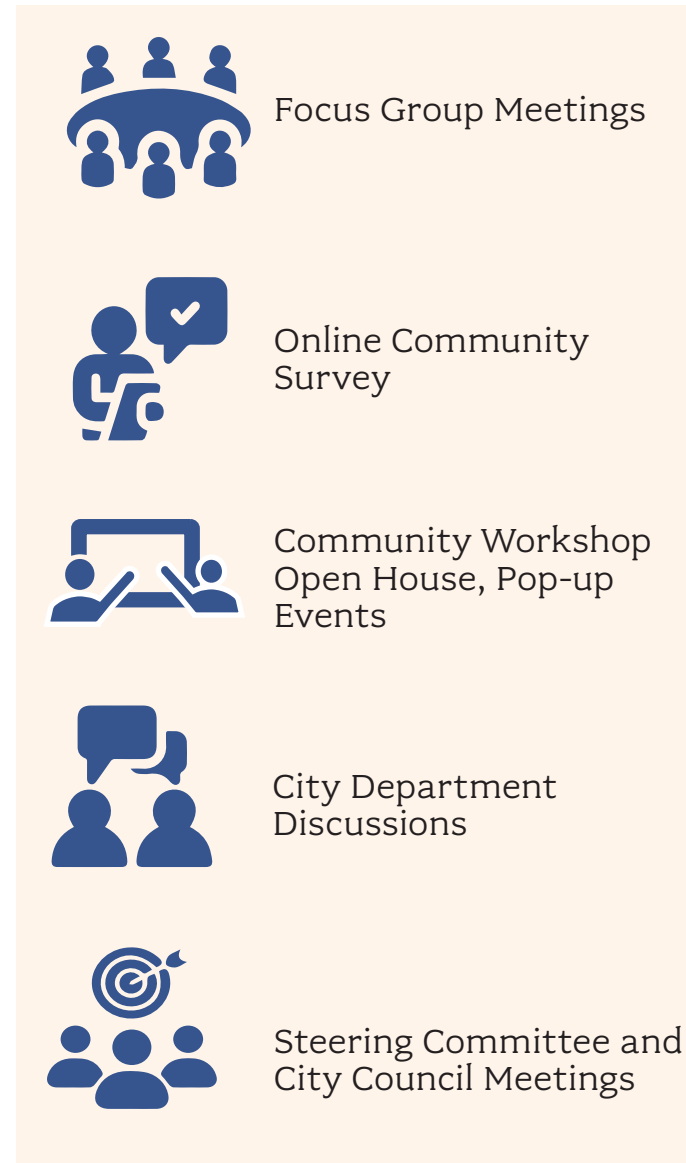 Focus Group Meetings
Online Community
Survey
Community Workshop
Open House, Pop-up
Events
City Department
Discussions
Steering Committee and
City Council Meetings